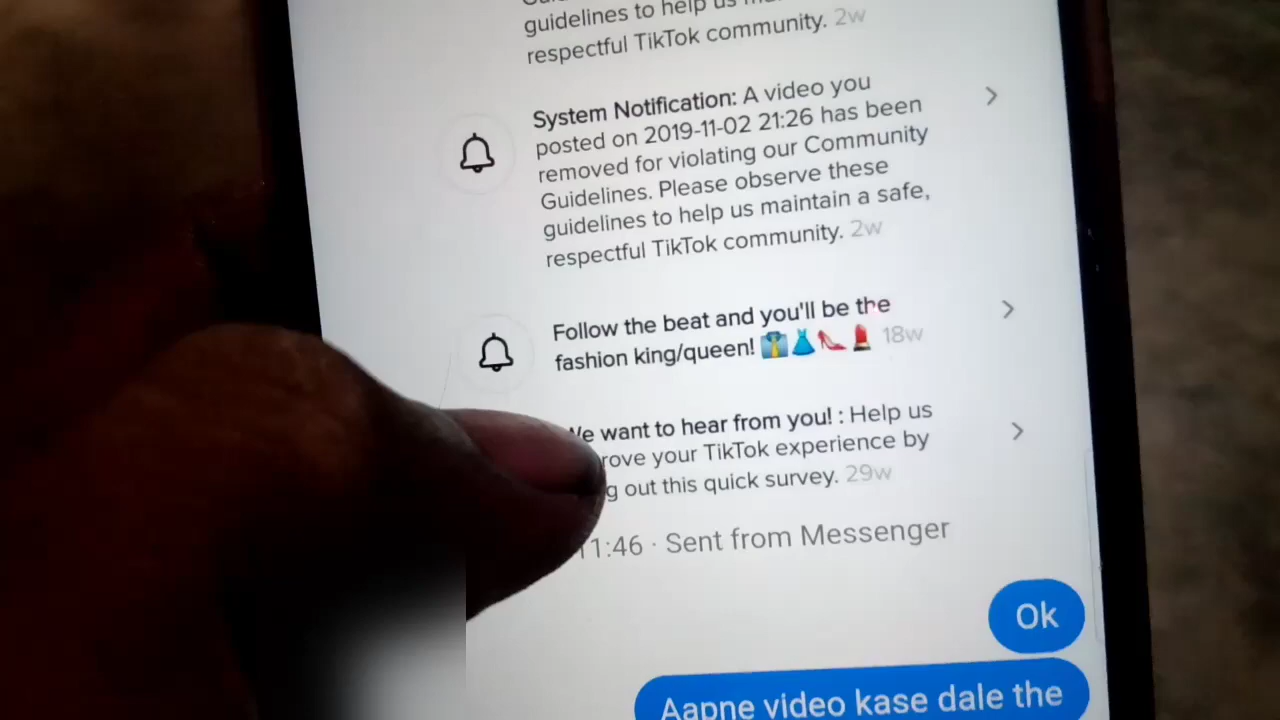 guidelines to help us
respectful TikTok community. 2w
System Notification: A video you
posted on 2019-11-02 21:26 has been
removed for violating our Community
Guidelines. Please observe these
guidelines to help us maintain a safe,
respectful TikTok community. 2w
Follow the beat and you'll be the
fashion king/queen! 👔👗👠💄 18w
We want to hear from you! : Help us
rove your TikTok experience by
g out this quick survey. 29w
11:46 · Sent from Messenger
Ok
Aapne video kase dale the